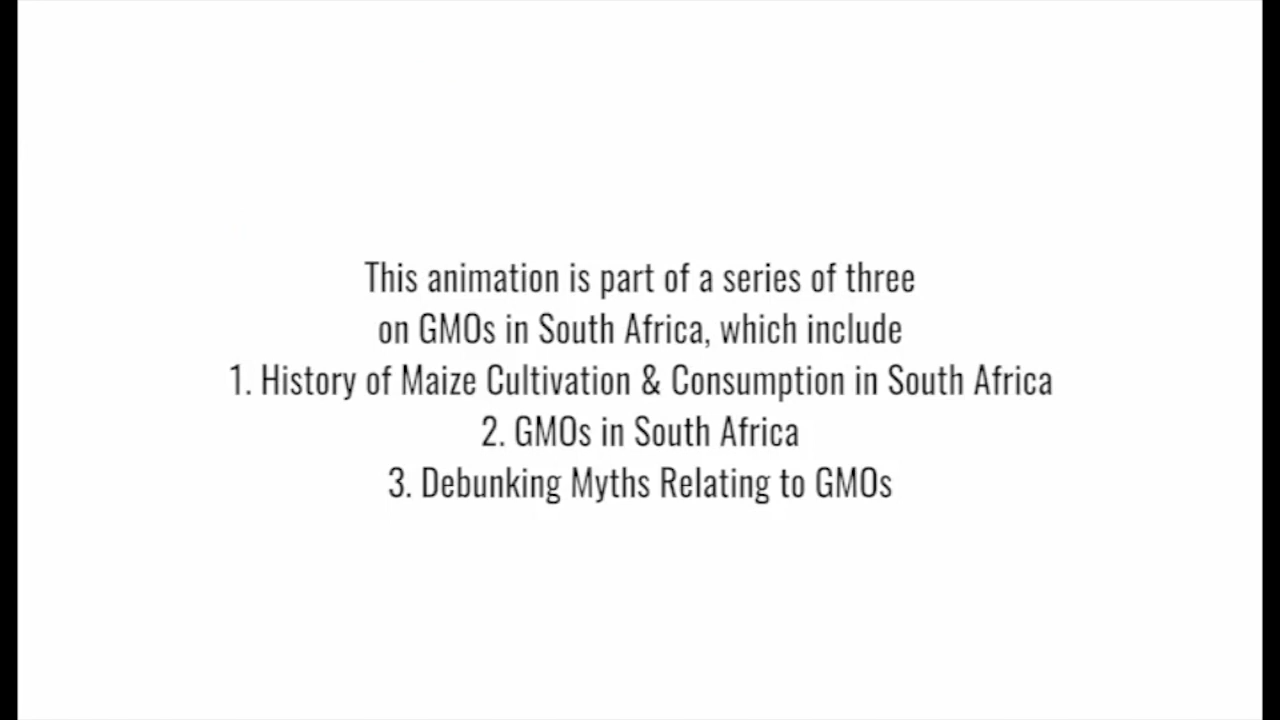 This animation is part of a series of three
on GMOs in South Africa, which include
1. History of Maize Cultivation & Consumption in South Africa
2. GMOs in South Africa
3. Debunking Myths Relating to GMOs